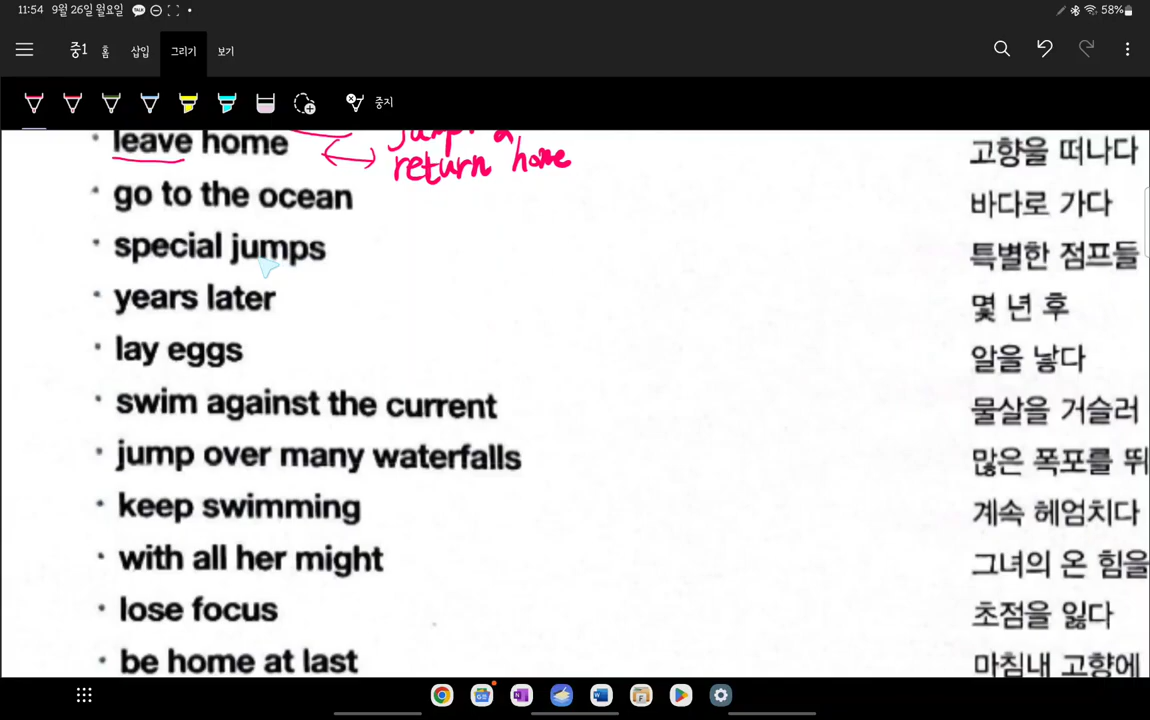 11:54 9월 26일 월요일 58%
중1 홈 삽입 그리기 보기
중지
leave home return home 고향을 떠나다
go to the ocean 바다로 가다
special jumps 특별한 점프들
years later 몇 년 후
lay eggs 알을 낳다
swim against the current 물살을 거슬러
jump over many waterfalls 많은 폭포를 뛰
keep swimming 계속 헤엄치다
with all her might 그녀의 온 힘을
lose focus 초점을 잃다
be home at last 마침내 고향에